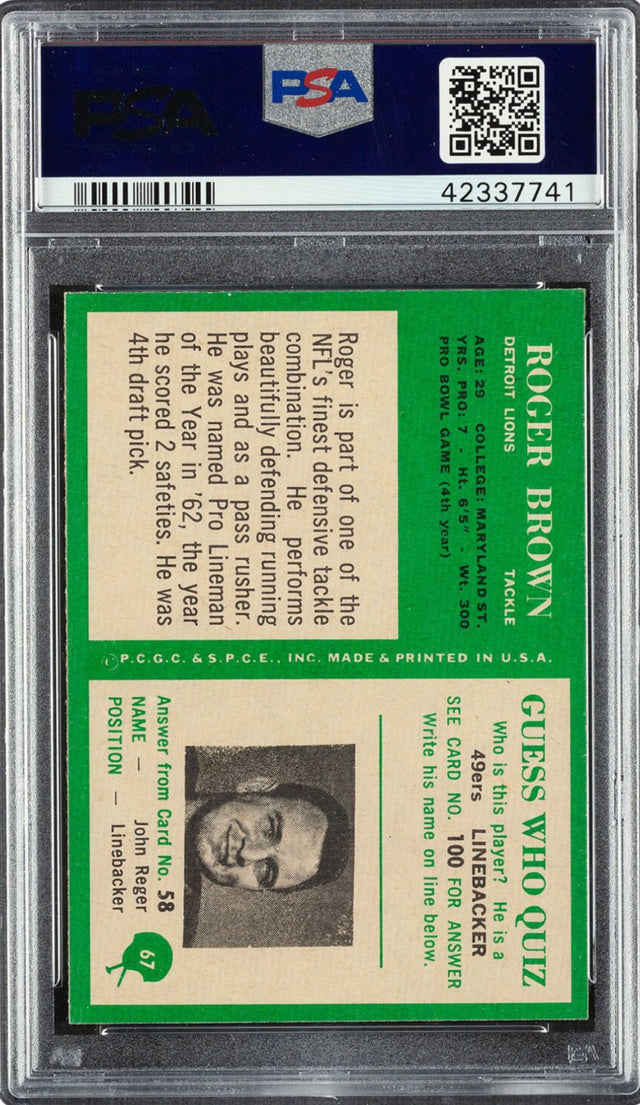 PSA
PSA
42337741
ROGER BROWN
DETROIT LIONS TACKLE
AGE: 29 COLLEGE: MARYLAND ST.
YRS. PRO: 7 - Ht. 6'5" - Wt. 300
PRO BOWL GAME (4th year)
Roger is part of one of the
NFL's finest defensive tackle
combination. He performs
beautifully defending running
plays and as a pass rusher.
He was named Pro Lineman
of the Year in '62, the year
he scored 2 safeties. He was
4th draft pick.
©P.C.G.C. & S.P.C.E., INC. MADE & PRINTED IN U.S.A.
GUESS WHO QUIZ
Who is this player? He is a
49ers LINEBACKER
SEE CARD NO. 100 FOR ANSWER
Write his name on line below.
Answer from Card No. 58
NAME — John Reger
POSITION — Linebacker
67